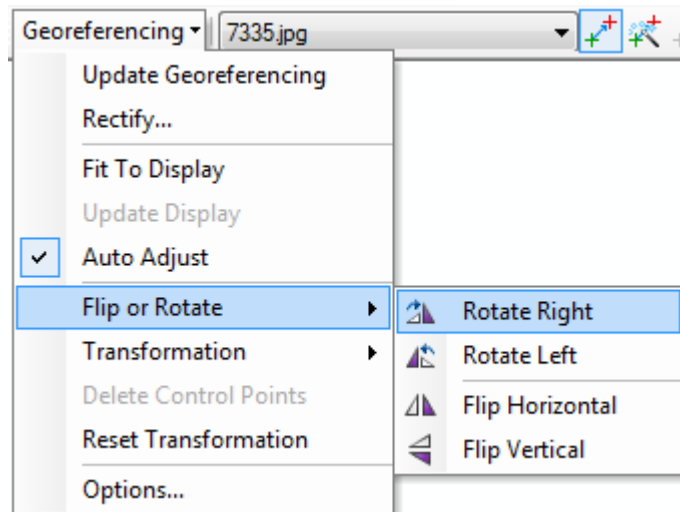 Georeferencing
7335.jpg
Update Georeferencing
Rectify...
Fit To Display
Update Display
Auto Adjust
Flip or Rotate
Rotate Right
Transformation
Rotate Left
Delete Control Points
Flip Horizontal
Reset Transformation
Flip Vertical
Options...